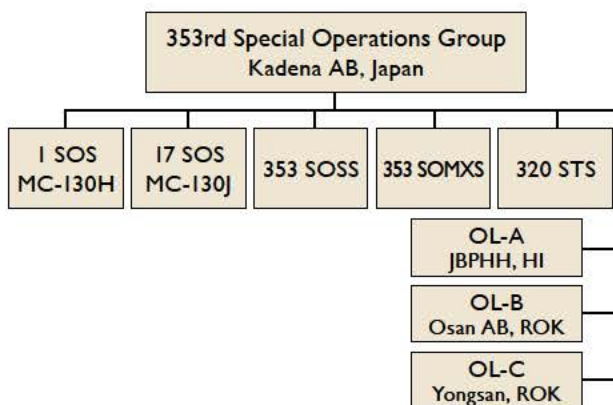 353rd Special Operations Group
Kadena AB, Japan
1 SOS
MC-130H
17 SOS
MC-130J
353 SOSS
353 SOMXS
320 STS
OL-A
JBPHH, HI
OL-B
Osan AB, ROK
OL-C
Yongsan, ROK